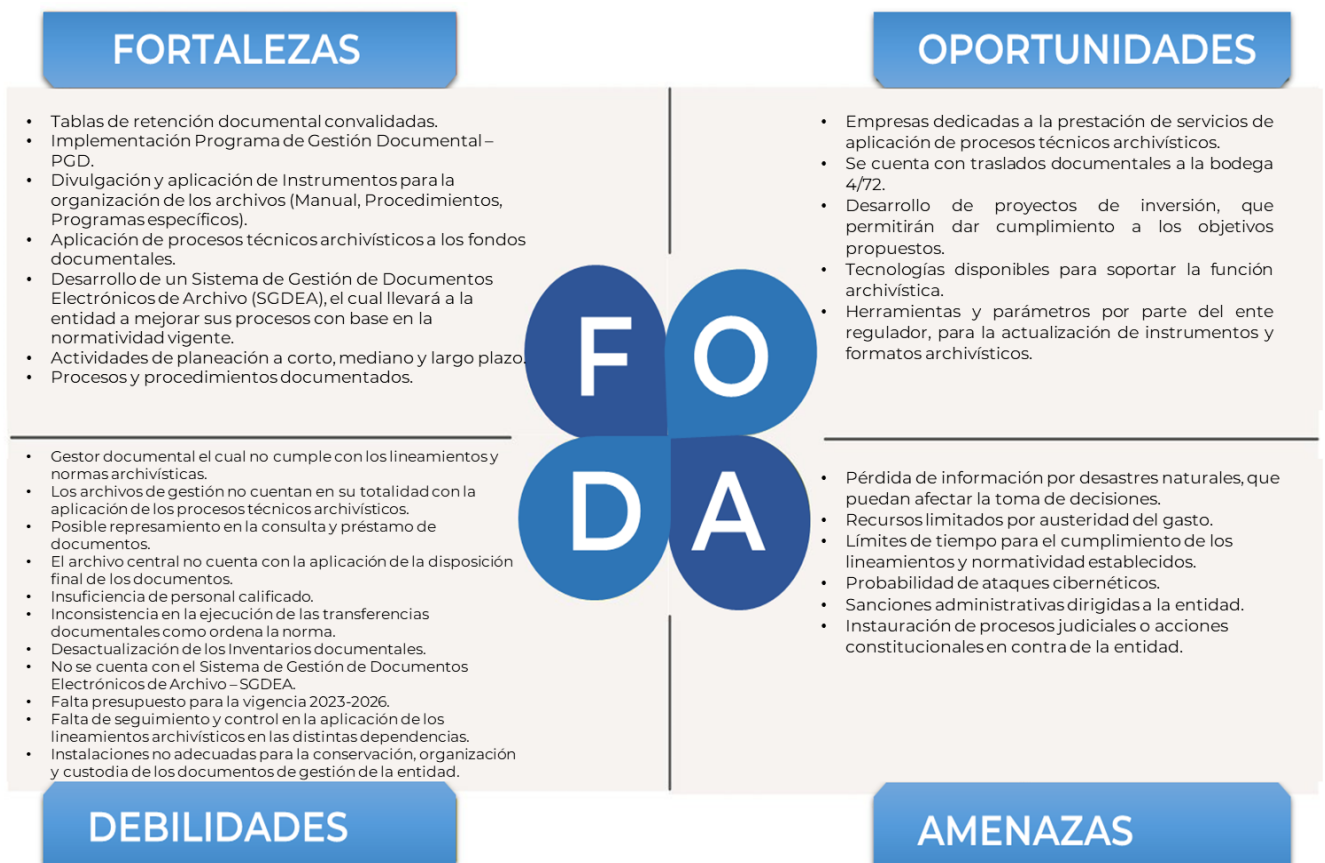 FORTALEZAS
• Tablas de retención documental convalidadas.
• Implementación Programa de Gestión Documental –
PGD.
• Divulgación y aplicación de Instrumentos para la
organización de los archivos (Manual, Procedimientos,
Programas específicos).
• Aplicación de procesos técnicos archivísticos a los fondos
documentales.
• Desarrollo de un Sistema de Gestión de Documentos
Electrónicos de Archivo (SGDEA), el cual llevará a la
entidad a mejorar sus procesos con base en la
normatividad vigente.
• Actividades de planeación a corto, mediano y largo plazo.
• Procesos y procedimientos documentados.
OPORTUNIDADES
• Empresas dedicadas a la prestación de servicios de
aplicación de procesos técnicos archivísticos.
• Se cuenta con traslados documentales a la bodega
4/72.
• Desarrollo de proyectos de inversión, que
permitirán dar cumplimiento a los objetivos
propuestos.
• Tecnologías disponibles para soportar la función
archivística.
• Herramientas y parámetros por parte del ente
regulador, para la actualización de instrumentos y
formatos archivísticos.
F O
D A
• Gestor documental el cual no cumple con los lineamientos y
normas archivísticas.
• Los archivos de gestión no cuentan en su totalidad con la
aplicación de los procesos técnicos archivísticos.
• Posible represamiento en la consulta y préstamo de
documentos.
• El archivo central no cuenta con la aplicación de la disposición
final de los documentos.
• Insuficiencia de personal calificado.
• Inconsistencia en la ejecución de las transferencias
documentales como ordena la norma.
• Desactualización de los Inventarios documentales.
• No se cuenta con el Sistema de Gestión de Documentos
Electrónicos de Archivo – SGDEA.
• Falta presupuesto para la vigencia 2023-2026.
• Falta de seguimiento y control en la aplicación de los
lineamientos archivísticos en las distintas dependencias.
• Instalaciones no adecuadas para la conservación, organización
y custodia de los documentos de gestión de la entidad.
DEBILIDADES
• Pérdida de información por desastres naturales, que
puedan afectar la toma de decisiones.
• Recursos limitados por austeridad del gasto.
• Límites de tiempo para el cumplimiento de los
lineamientos y normatividad establecidos.
• Probabilidad de ataques cibernéticos.
• Sanciones administrativas dirigidas a la entidad.
• Instauración de procesos judiciales o acciones
constitucionales en contra de la entidad.
AMENAZAS